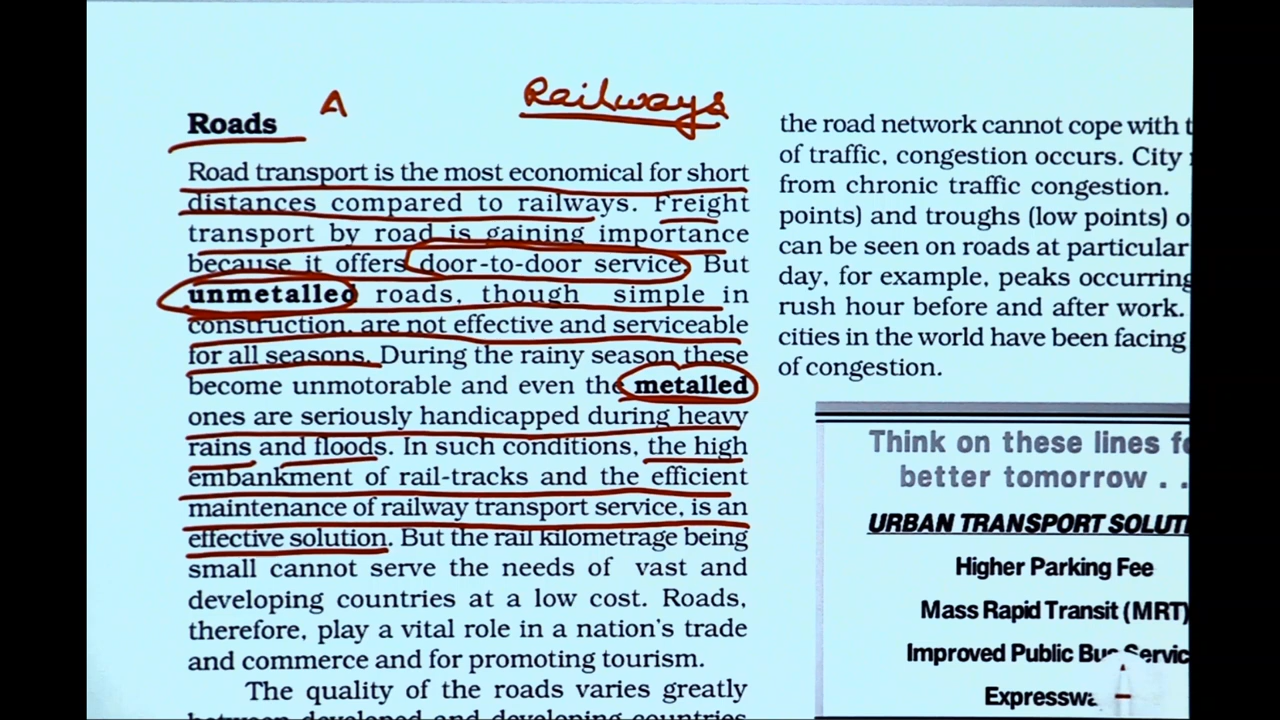 Roads
A
Railways
Road transport is the most economical for short
distances compared to railways. Freight
transport by road is gaining importance
because it offers door-to-door service. But
unmetalled roads, though simple in
construction, are not effective and serviceable
for all seasons. During the rainy season these
become unmotorable and even the metalled
ones are seriously handicapped during heavy
rains and floods. In such conditions, the high
embankment of rail-tracks and the efficient
maintenance of railway transport service, is an
effective solution. But the rail kilometrage being
small cannot serve the needs of vast and
developing countries at a low cost. Roads,
therefore, play a vital role in a nation's trade
and commerce and for promoting tourism.
The quality of the roads varies greatly
between developed and developing countries
the road network cannot cope with
of traffic, congestion occurs. City
from chronic traffic congestion.
points) and troughs (low points)
can be seen on roads at particular
day, for example, peaks occurring
rush hour before and after work.
cities in the world have been facing
of congestion.
Think on these lines
better tomorrow . .
URBAN TRANSPORT
Higher Parking Fee
Mass Rapid Transit (MRT)
Improved Public